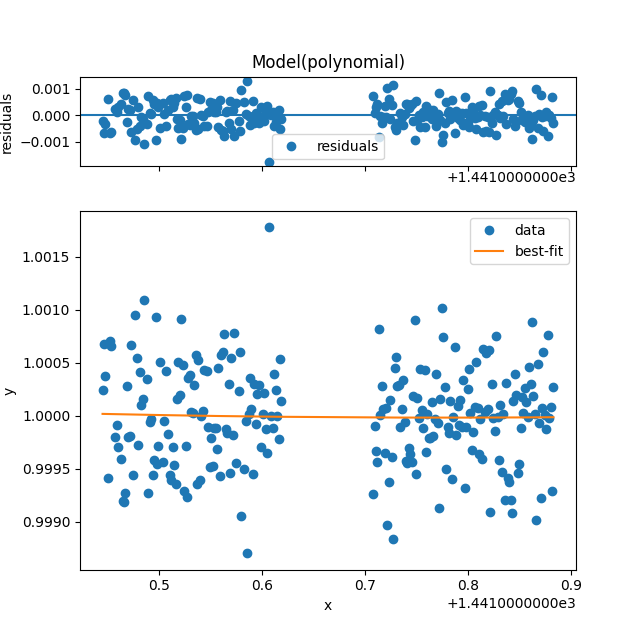 Model(polynomial)
0.001
0.000
−0.001
residuals
residuals
+1.4410000000e3
1.0015
1.0010
1.0005
1.0000
0.9995
0.9990
y
data
best-fit
0.5
0.6
0.7
0.8
0.9
x
+1.4410000000e3